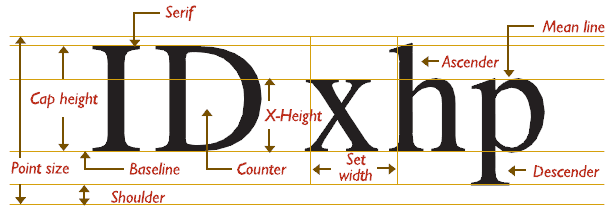 Serif
Mean line
IDxhp
Ascender
Cap height
X-Height
Point size
Baseline
Counter
Set
width
Descender
Shoulder